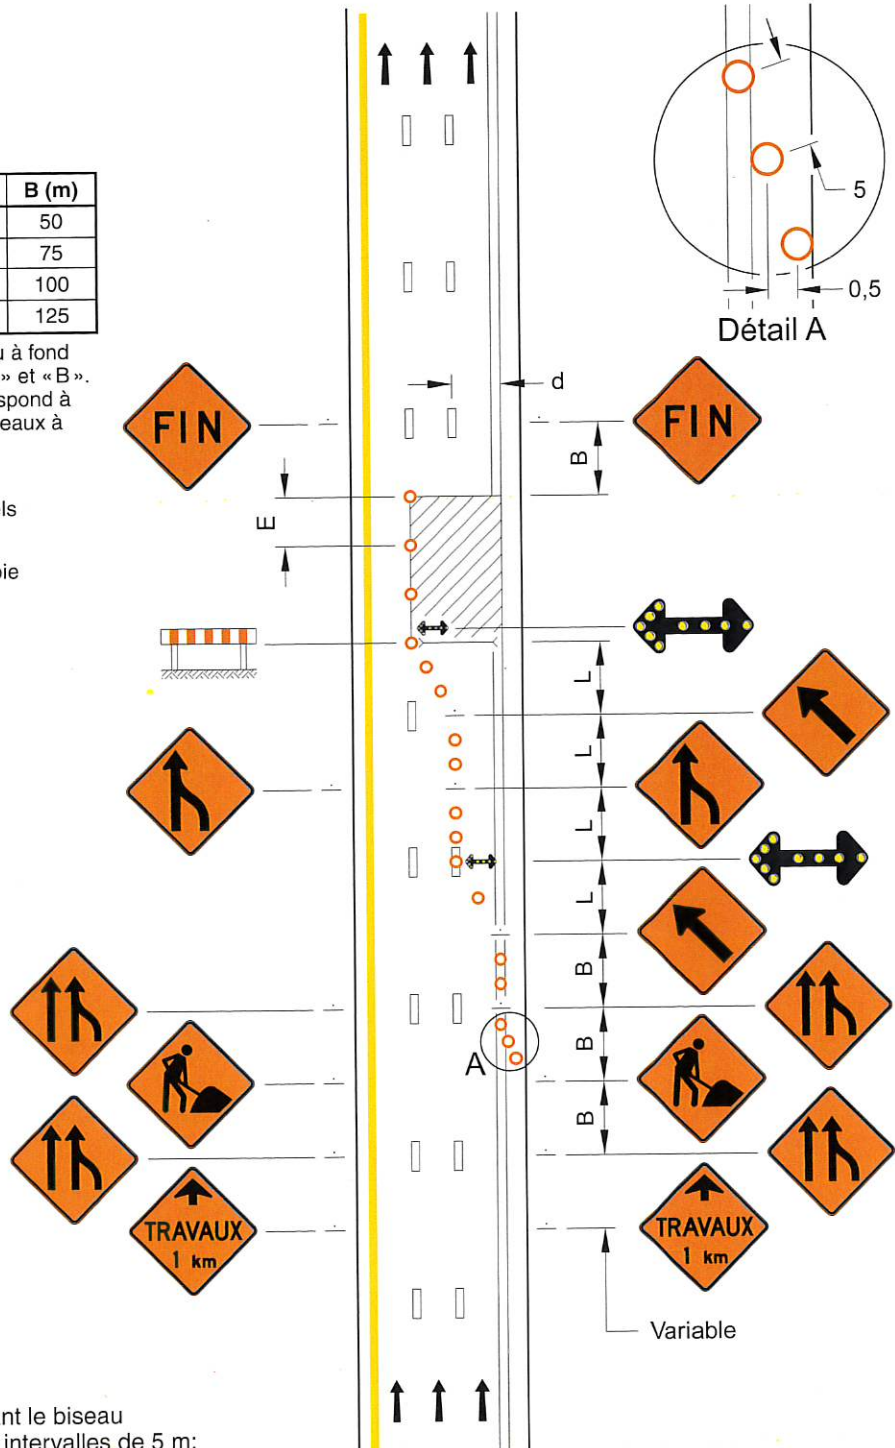 B (m)
50
75
100
125
u à fond
» et « B ».
spond à
eaux à
els
oie
5
0,5
Détail A
d
FIN
FIN
B
E
L
L
L
L
B
B
A
B
TRAVAUX
1 km
TRAVAUX
1 km
Variable
nt le biseau
intervalles de 5 m;